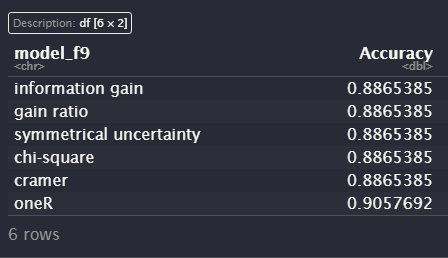 Description: df [6 × 2]
model_f9 Accuracy
<chr> <dbl>
information gain 0.8865385
gain ratio 0.8865385
symmetrical uncertainty 0.8865385
chi-square 0.8865385
cramer 0.8865385
oneR 0.9057692
6 rows